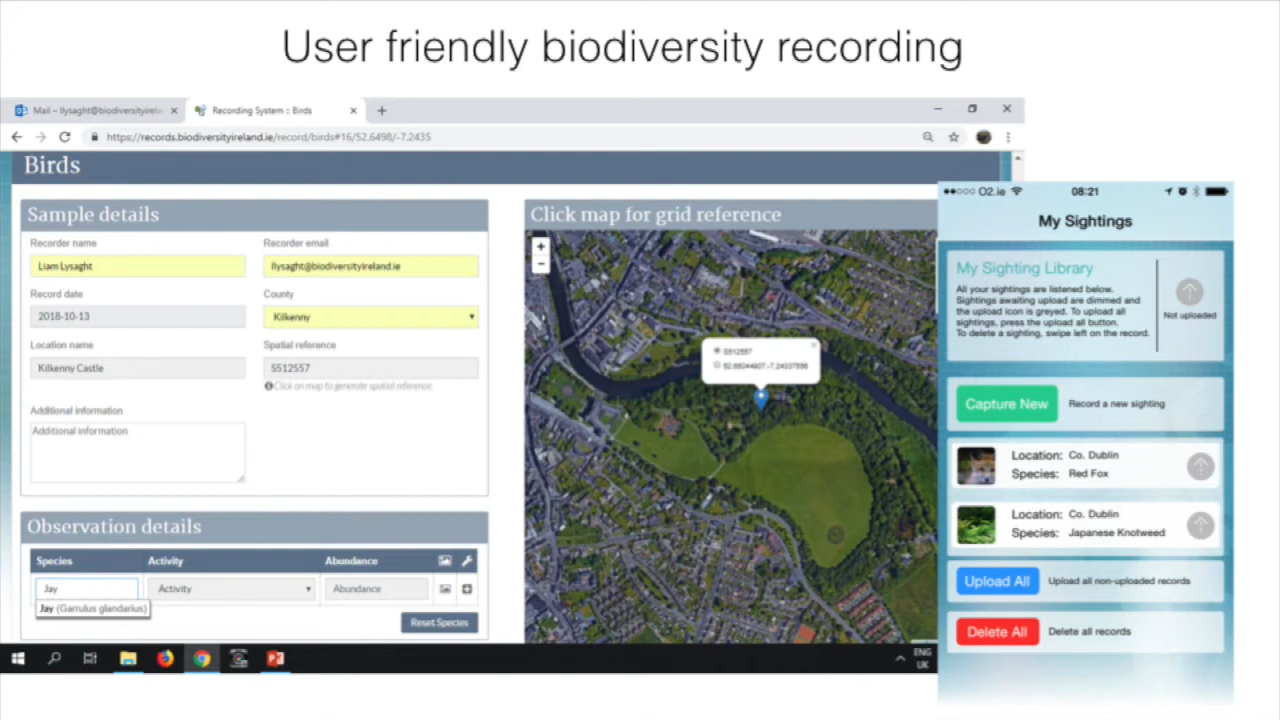 User friendly biodiversity recording
Mail – llysaght@biodiversityirela
Recording System :: Birds
https://records.biodiversityireland.ie/record/birds#16/52.6498/-7.2435
Birds
Sample details
Recorder name
Recorder email
Liam Lysaght
llysaght@biodiversityireland.ie
Record date
County
2018-10-13
Kilkenny
Location name
Spatial reference
Kilkenny Castle
S512557
Click on map to generate spatial reference.
Additional information
Additional information
Observation details
Species
Activity
Abundance
Jay
Activity
Abundance
Jay (Garrulus glandarius)
Reset Species
Click map for grid reference
+
−
S512557
ENG
UK
O2.ie
08:21
My Sightings
My Sighting Library
All your sightings are listed below.
Sightings awaiting upload are dimmed and
the upload icon is greyed. To upload all
sightings, press the upload all button.
To delete a sighting, swipe left on the record.
Not uploaded
Capture New
Record a new sighting
Location: Co. Dublin
Species: Red Fox
Location: Co. Dublin
Species: Japanese Knotweed
Upload All
Upload all non-uploaded records
Delete All
Delete all records